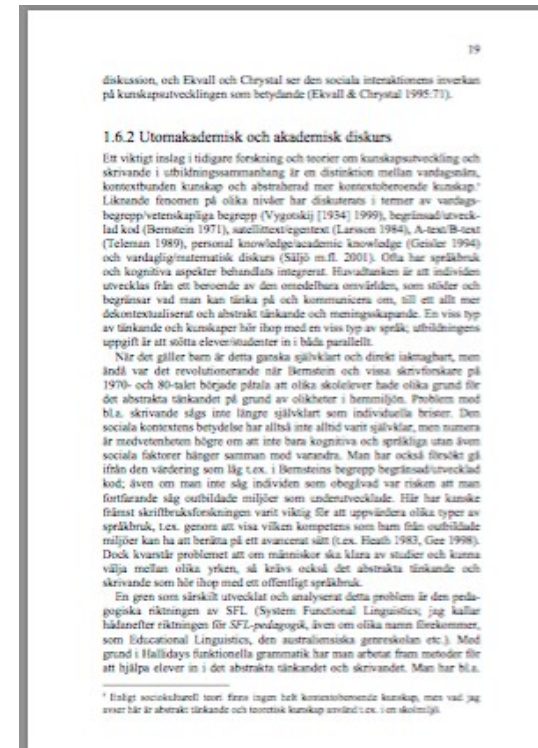 19
diskussion, och Ekvall och Chrystal ser den sociala interaktionens inverkan
på kunskapsutvecklingen som betydande (Ekvall & Chrystal 1995:71).
1.6.2 Utomakademisk och akademisk diskurs
Ett viktigt inslag i tidigare forskning och teorier om kunskapsutveckling och
skrivande i utbildningssammanhang är en distinktion mellan vardagsnära,
kontextbunden kunskap och abstraherad mer kontextoberoende kunskap.⁹
Liknande fenomen på olika nivåer har diskuterats i termer av vardags-
begrepp/vetenskapliga begrepp (Vygotskij [1934] 1999), begränsad/utveck-
lad kod (Bernstein 1971), satellittext/egentext (Larsson 1984), A-text/B-text
(Teleman 1989), personal knowledge/academic knowledge (Geisler 1994)
och vardaglig/matematisk diskurs (Säljö m.fl. 2001). Ofta har språkbruk
och kognitiva aspekter behandlats integrerat. Huvudtanken är att individen
utvecklas från ett beroende av den omedelbara omvärlden, som stöder och
begränsar vad man kan tänka på och kommunicera om, till ett allt mer
dekontextualiserat och abstrakt tänkande och meningsskapande. En viss typ
av tänkande och kunskaper hör ihop med en viss typ av språk; utbildningens
uppgift är att stötta elever/studenter in i båda parallellt.
När det gäller barn är detta ganska självklart och direkt iakttagbart, men
ändå var det revolutionerande när Bernstein och vissa skrivforskare på
1970- och 80-talet började påtala att olika skolelever hade olika grund för
det abstrakta tänkandet på grund av olikheter i hemmiljön. Problem med
bl.a. skrivande sågs inte längre självklart som individuella brister. Den
sociala kontextens betydelse har alltså inte alltid varit självklar, men numera
är medvetenheten högre om att inte bara kognitiva och språkliga utan även
sociala faktorer hänger samman med varandra. Man har också försökt gå
ifrån den värdering som låg t.ex. i Bernsteins begrepp begränsad/utvecklad
kod; även om man inte såg individen som obegåvad var risken att man
fortfarande såg outbildade miljöer som underutvecklade. Här har kanske
främst skriftbruksforskningen varit viktig för att uppvärdera olika typer av
språkbruk, t.ex. genom att visa vilken kompetens som barn från outbildade
miljöer kan ha att berätta på ett avancerat sätt (t.ex. Heath 1983, Gee 1998).
Dock kvarstår problemet att om människor ska klara av studier och kunna
välja mellan olika yrken, så krävs också det abstrakta tänkande och
skrivande som hör ihop med ett offentligt språkbruk.
En gren som särskilt utvecklat och analyserat detta problem är den peda-
gogiska riktningen av SFL (System Functional Linguistics; jag kallar
hädanefter riktningen för SFL-pedagogik, även om olika namn förekommer,
som Educational Linguistics, den australiensiska genreskolan etc.). Med
grund i Hallidays funktionella grammatik har man arbetat fram metoder för
att hjälpa elever in i det abstrakta tänkandet och skrivandet. Man har bl.a.
Enligt sociokulturell teori finns ingen helt kontextoberoende kunskap, men vad jag
avser här är abstrakt tänkande och teoretisk kunskap använd t.ex. i en skolmiljö.